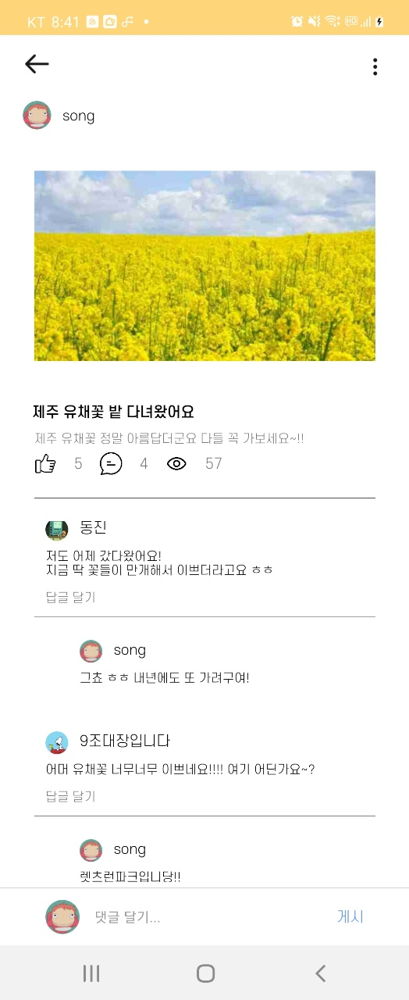 KT 8:41
HD
song
제주 유채꽃 밭 다녀왔어요
제주 유채꽃 정말 아름답더군요 다들 꼭 가보세요~!!
5 4 57
동진
저도 어제 갔다왔어요!
지금 딱 꽃들이 만개해서 이쁘더라고요 ㅎㅎ
답글 달기
song
그쵸 ㅎㅎ 내년에도 또 가려구여!
9조대장입니다
어머 유채꽃 너무너무 이쁘네요!!!! 여기 어딘가요~?
답글 달기
song
렛츠런파크입니당!!
댓글 달기... 게시